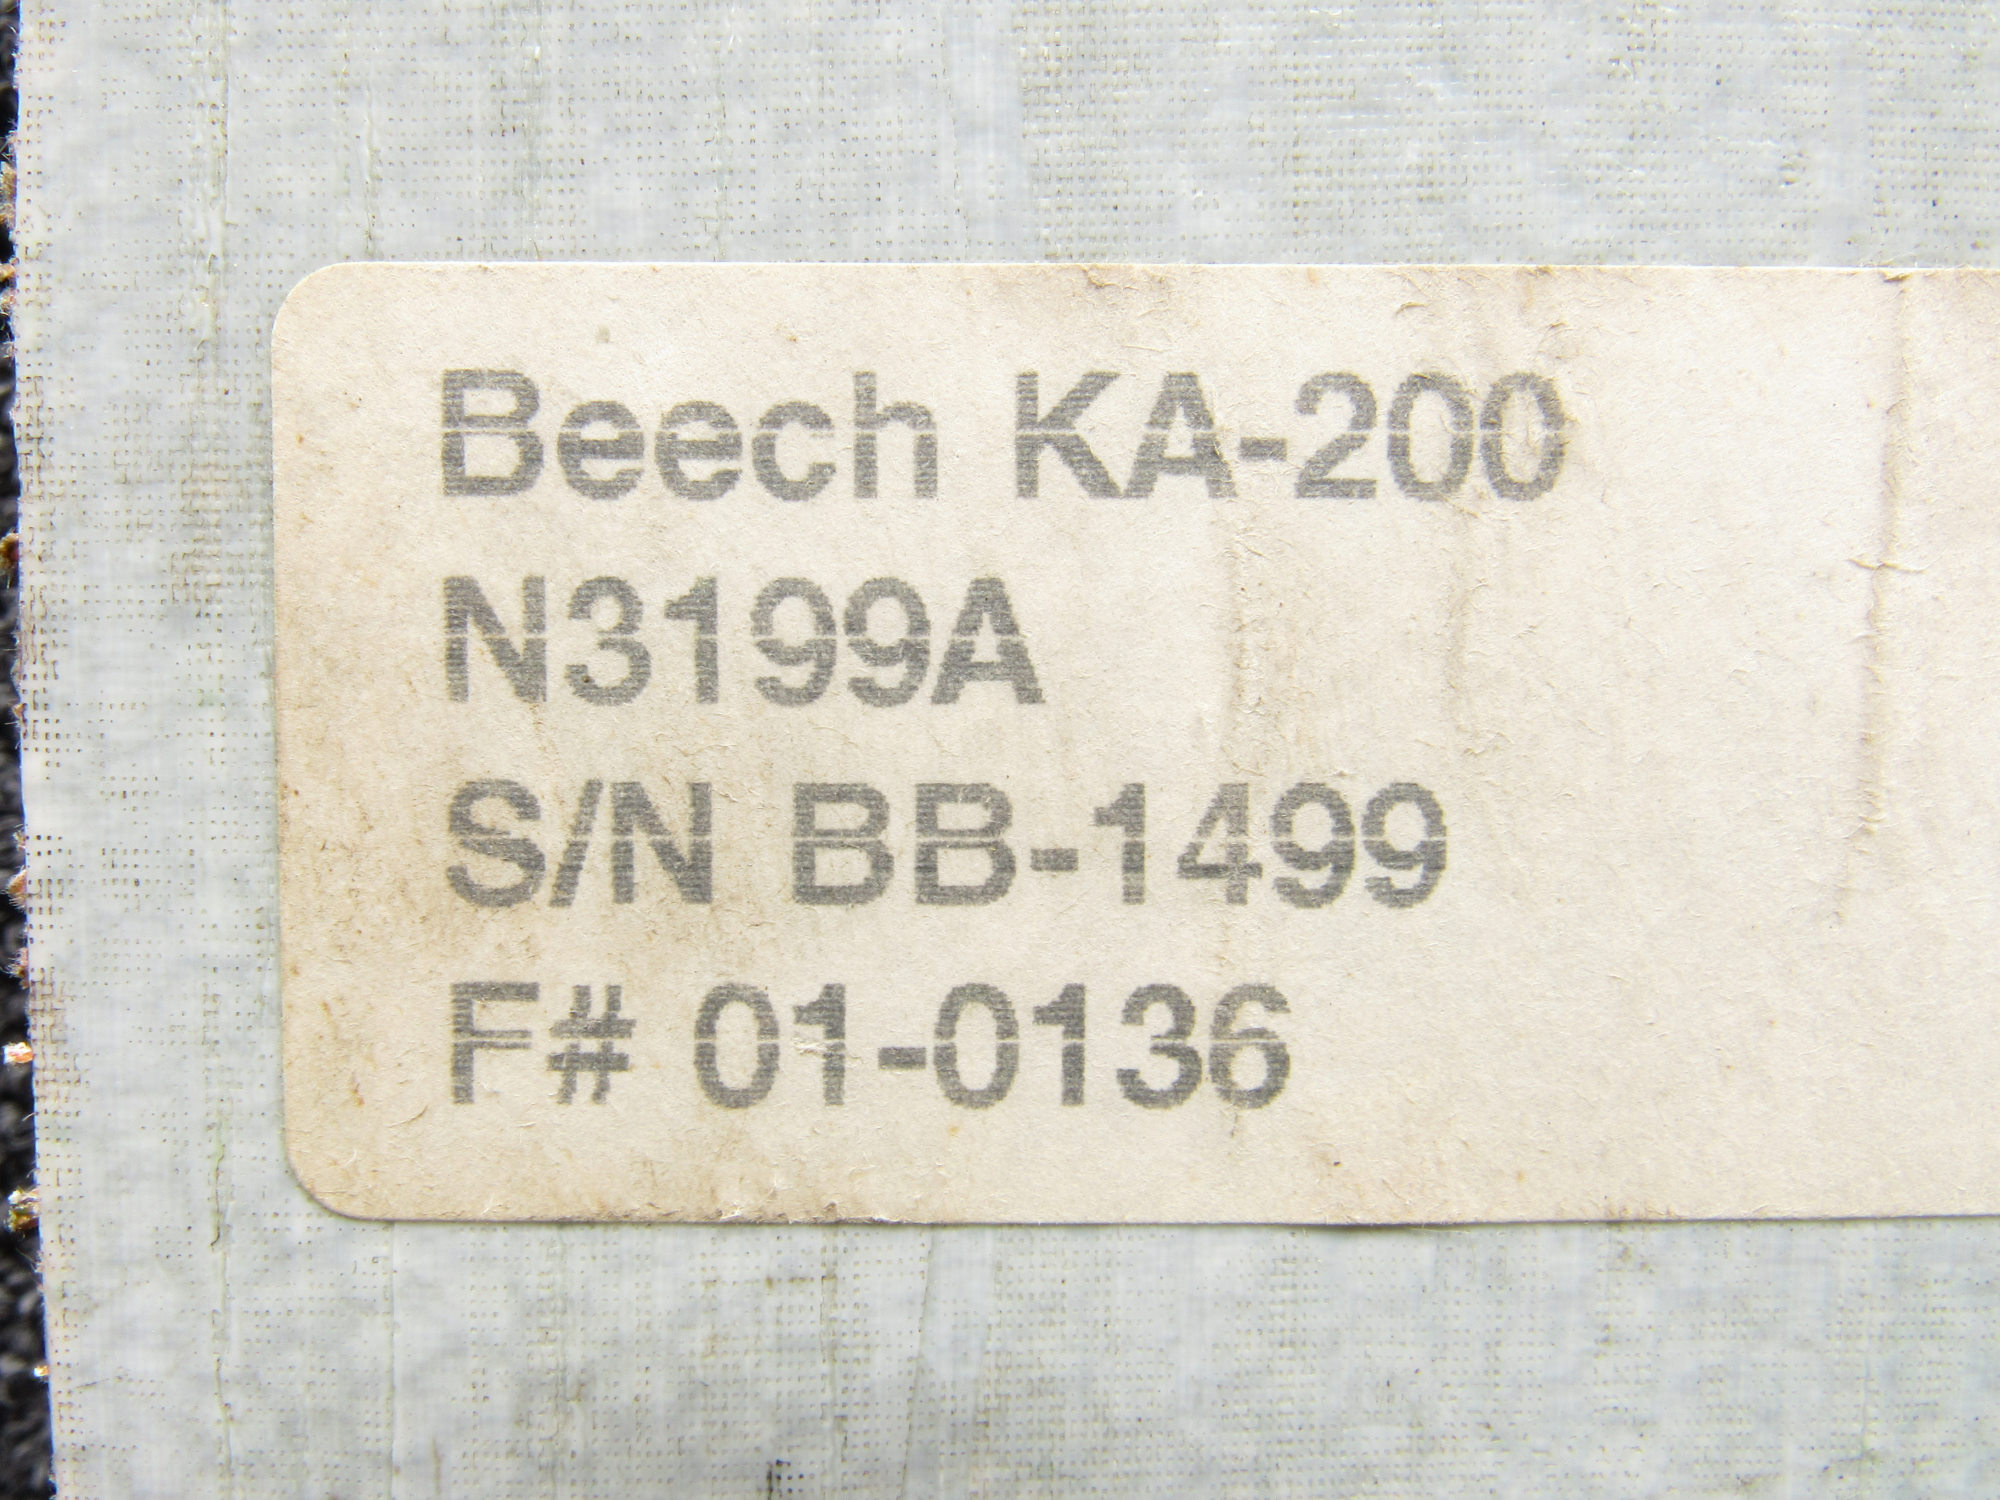 Beech KA-200
N3199A
S/N BB-1499
F# 01-0136